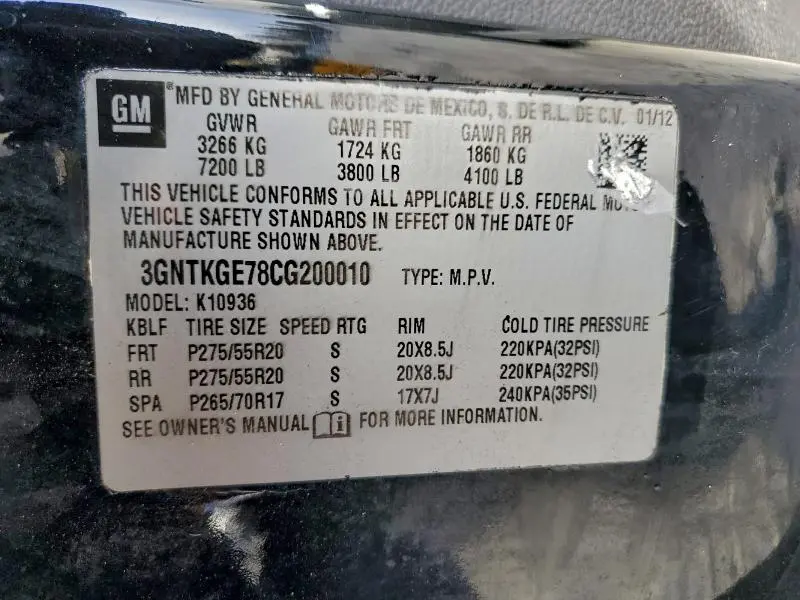 GM
® MFD BY GENERAL MOTORS DE MEXICO, S. DE R.L. DE C.V. 01/12
GVWR GAWR FRT GAWR RR
3266 KG 1724 KG 1860 KG
7200 LB 3800 LB 4100 LB
THIS VEHICLE CONFORMS TO ALL APPLICABLE U.S. FEDERAL
VEHICLE SAFETY STANDARDS IN EFFECT ON THE DATE OF
MANUFACTURE SHOWN ABOVE.
3GNTKGE78CG200010 TYPE: M.P.V.
MODEL: K10936
KBLF TIRE SIZE SPEED RTG RIM COLD TIRE PRESSURE
FRT P275/55R20 S 20X8.5J 220KPA(32PSI)
RR P275/55R20 S 20X8.5J 220KPA(32PSI)
SPA P265/70R17 S 17X7J 240KPA(35PSI)
SEE OWNER'S MANUAL i FOR MORE INFORMATION.